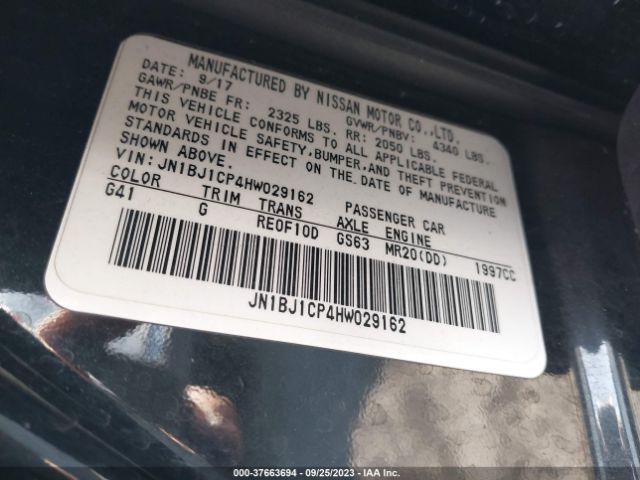 MANUFACTURED BY NISSAN MOTOR CO.,LTD.
DATE: 9/17 GVWR/PNBV: 4340 LBS.
GAWR/PNBE FR: 2325 LBS. RR: 2050 LBS.
THIS VEHICLE CONFORMS TO ALL APPLICABLE FEDERAL
MOTOR VEHICLE SAFETY,BUMPER,AND THEFT PREVENTION
STANDARDS IN EFFECT ON THE.DATE OF MANUFACTURE
SHOWN ABOVE.
VIN: JN1BJ1CP4HW029162 PASSENGER CAR
COLOR TRIM TRANS AXLE ENGINE
G41 G RE0F10D GS63 MR20(DD) 1997CC
JN1BJ1CP4HW029162
000-37663694 - 09/25/2023 - IAA Inc.